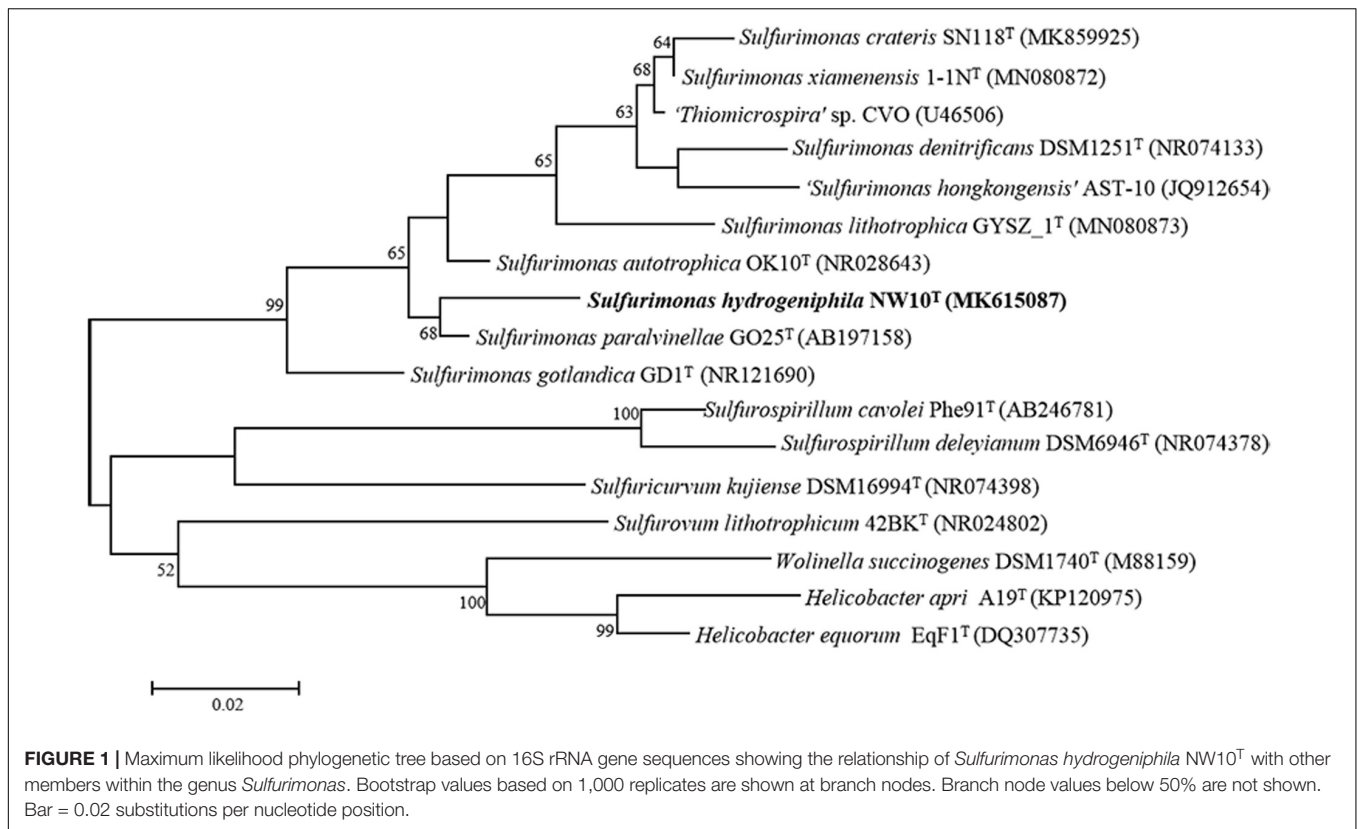 64
Sulfurimonas crateris SN118ᵀ (MK859925)
68
Sulfurimonas xiamenensis 1-1Nᵀ (MN080872)
63
'Thiomicrospira' sp. CVO (U46506)
65
Sulfurimonas denitrificans DSM1251ᵀ (NR074133)
'Sulfurimonas hongkongensis' AST-10 (JQ912654)
Sulfurimonas lithotrophica GYSZ_1ᵀ (MN080873)
65
Sulfurimonas autotrophica OK10ᵀ (NR028643)
99
Sulfurimonas hydrogeniphila NW10ᵀ (MK615087)
68
Sulfurimonas paralvinellae GO25ᵀ (AB197158)
Sulfurimonas gotlandica GD1ᵀ (NR121690)
100
Sulfurospirillum cavolei Phe91ᵀ (AB246781)
Sulfurospirillum deleyianum DSM6946ᵀ (NR074378)
Sulfuricurvum kujiense DSM16994ᵀ (NR074398)
Sulfurovum lithotrophicum 42BKᵀ (NR024802)
52
Wolinella succinogenes DSM1740ᵀ (M88159)
100
Helicobacter apri A19ᵀ (KP120975)
99
Helicobacter equorum EqF1ᵀ (DQ307735)
0.02
FIGURE 1 | Maximum likelihood phylogenetic tree based on 16S rRNA gene sequences showing the relationship of Sulfurimonas hydrogeniphila NW10ᵀ with other
members within the genus Sulfurimonas. Bootstrap values based on 1,000 replicates are shown at branch nodes. Branch node values below 50% are not shown.
Bar = 0.02 substitutions per nucleotide position.